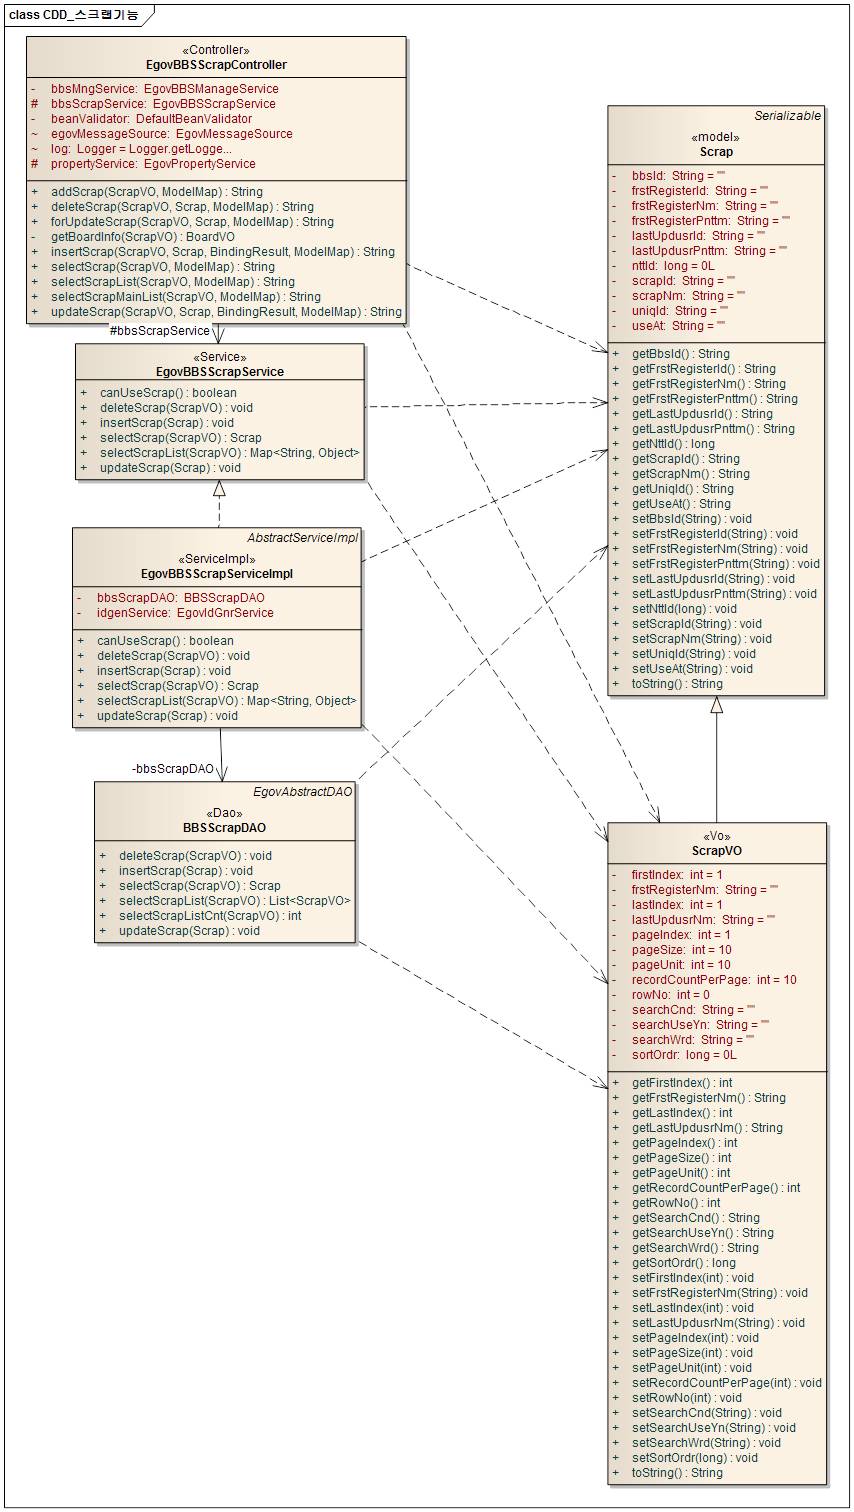 class CDD_스크랩기능
«Controller»
EgovBBSScrapController
- bbsMngService: EgovBBSManageService
# bbsScrapService: EgovBBSScrapService
- beanValidator: DefaultBeanValidator
~ egovMessageSource: EgovMessageSource
~ log: Logger = Logger.getLogge...
# propertyService: EgovPropertyService
+ addScrap(ScrapVO, ModelMap) : String
+ deleteScrap(ScrapVO, Scrap, ModelMap) : String
+ forUpdateScrap(ScrapVO, Scrap, ModelMap) : String
- getBoardInfo(ScrapVO) : BoardVO
+ insertScrap(ScrapVO, Scrap, BindingResult, ModelMap) : String
+ selectScrap(ScrapVO, ModelMap) : String
+ selectScrapList(ScrapVO, ModelMap) : String
+ selectScrapMainList(ScrapVO, ModelMap) : String
+ updateScrap(ScrapVO, Scrap, BindingResult, ModelMap) : String
#bbsScrapService
«Service»
EgovBBSScrapService
+ canUseScrap() : boolean
+ deleteScrap(ScrapVO) : void
+ insertScrap(Scrap) : void
+ selectScrap(ScrapVO) : Scrap
+ selectScrapList(ScrapVO) : Map<String, Object>
+ updateScrap(Scrap) : void
AbstractServiceImpl
«ServiceImpl»
EgovBBSScrapServiceImpl
- bbsScrapDAO: BBSScrapDAO
- idgenService: EgovIdGnrService
+ canUseScrap() : boolean
+ deleteScrap(ScrapVO) : void
+ insertScrap(Scrap) : void
+ selectScrap(ScrapVO) : Scrap
+ selectScrapList(ScrapVO) : Map<String, Object>
+ updateScrap(Scrap) : void
-bbsScrapDAO
EgovAbstractDAO
«Dao»
BBSScrapDAO
+ deleteScrap(ScrapVO) : void
+ insertScrap(Scrap) : void
+ selectScrap(ScrapVO) : Scrap
+ selectScrapList(ScrapVO) : List<ScrapVO>
+ selectScrapListCnt(ScrapVO) : int
+ updateScrap(Scrap) : void
Serializable
«model»
Scrap
- bbsId: String = ""
- frstRegisterId: String = ""
- frstRegisterNm: String = ""
- frstRegisterPnttm: String = ""
- lastUpdusrId: String = ""
- lastUpdusrPnttm: String = ""
- nttId: long = 0L
- scrapId: String = ""
- scrapNm: String = ""
- uniqId: String = ""
- useAt: String = ""
+ getBbsId() : String
+ getFrstRegisterId() : String
+ getFrstRegisterNm() : String
+ getFrstRegisterPnttm() : String
+ getLastUpdusrId() : String
+ getLastUpdusrPnttm() : String
+ getNttId() : long
+ getScrapId() : String
+ getScrapNm() : String
+ getUniqId() : String
+ getUseAt() : String
+ setBbsId(String) : void
+ setFrstRegisterId(String) : void
+ setFrstRegisterNm(String) : void
+ setFrstRegisterPnttm(String) : void
+ setLastUpdusrId(String) : void
+ setLastUpdusrPnttm(String) : void
+ setNttId(long) : void
+ setScrapId(String) : void
+ setScrapNm(String) : void
+ setUniqId(String) : void
+ setUseAt(String) : void
+ toString() : String
«Vo»
ScrapVO
- firstIndex: int = 1
- frstRegisterNm: String = ""
- lastIndex: int = 1
- lastUpdusrNm: String = ""
- pageIndex: int = 1
- pageSize: int = 10
- pageUnit: int = 10
- recordCountPerPage: int = 10
- rowNo: int = 0
- searchCnd: String = ""
- searchUseYn: String = ""
- searchWrd: String = ""
- sortOrdr: long = 0L
+ getFirstIndex() : int
+ getFrstRegisterNm() : String
+ getLastIndex() : int
+ getLastUpdusrNm() : String
+ getPageIndex() : int
+ getPageSize() : int
+ getPageUnit() : int
+ getRecordCountPerPage() : int
+ getRowNo() : int
+ getSearchCnd() : String
+ getSearchUseYn() : String
+ getSearchWrd() : String
+ getSortOrdr() : long
+ setFirstIndex(int) : void
+ setFrstRegisterNm(String) : void
+ setLastIndex(int) : void
+ setLastUpdusrNm(String) : void
+ setPageIndex(int) : void
+ setPageSize(int) : void
+ setPageUnit(int) : void
+ setRecordCountPerPage(int) : void
+ setRowNo(int) : void
+ setSearchCnd(String) : void
+ setSearchUseYn(String) : void
+ setSearchWrd(String) : void
+ setSortOrdr(long) : void
+ toString() : String